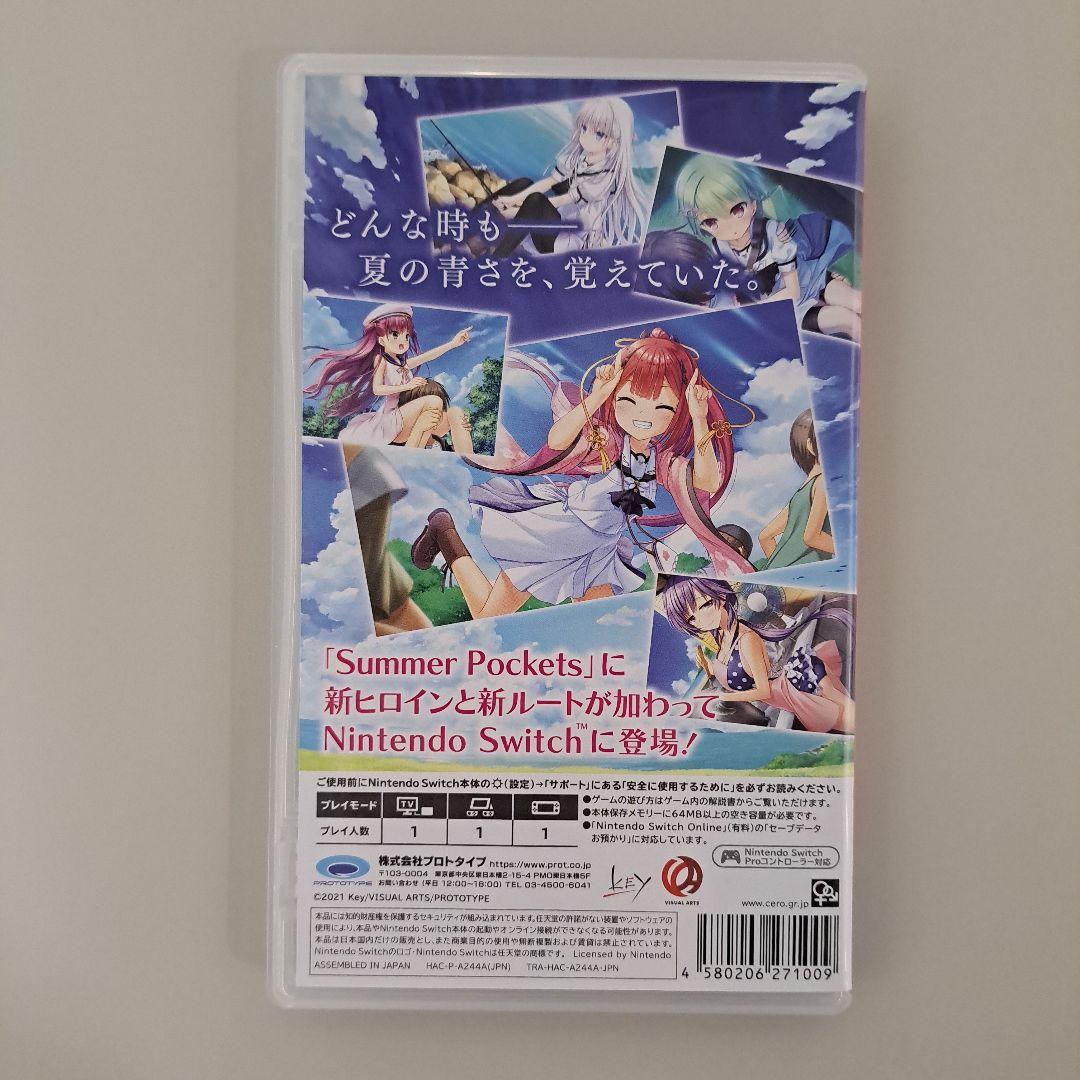 どんな時も――
夏の青さを、覚えていた。
「Summer Pockets」に
新ヒロインと新ルートが加わって
Nintendo Switch™に登場!
ご使用前にNintendo Switch本体の(設定)→「サポート」にある「安全に使用するために」を必ずお読みください。
プレイモード
TV
プレイ人数
1
1
1
●ゲームの遊び方はゲーム内の解説書からご覧いただけます。
●本体保存メモリーに64MB以上の空き容量が必要です。
●「Nintendo Switch Online」(有料)の「セーブデータ
お預かり」に対応しています。
Nintendo Switch
Proコントローラー対応
PROTOTYPE
株式会社プロトタイプ https://www.prot.co.jp
〒103-0004 東京都中央区東日本橋2-15-4 PMO東日本橋5F
お問い合わせ (平日 12:00~16:00) TEL 03-4500-6041
KEY
VISUAL ARTS
©2021 Key/VISUAL ARTS/PROTOTYPE
www.cero.gr.jp
本品には知的財産権を保護するセキュリティが組み込まれています。任天堂の許諾がない装置やソフトウェアの
使用により、本品やNintendo Switch本体の起動やオンライン接続ができなくなる可能性があります。
本品は日本国内だけの販売とし、また商業目的の使用や無断複製および賃貸は禁止されています。
Nintendo Switchのロゴ・Nintendo Switchは任天堂の商標です。 Licensed by Nintendo
ASSEMBLED IN JAPAN HAC-P-A244A(JPN) TRA-HAC-A244A-JPN
4 580206 271009